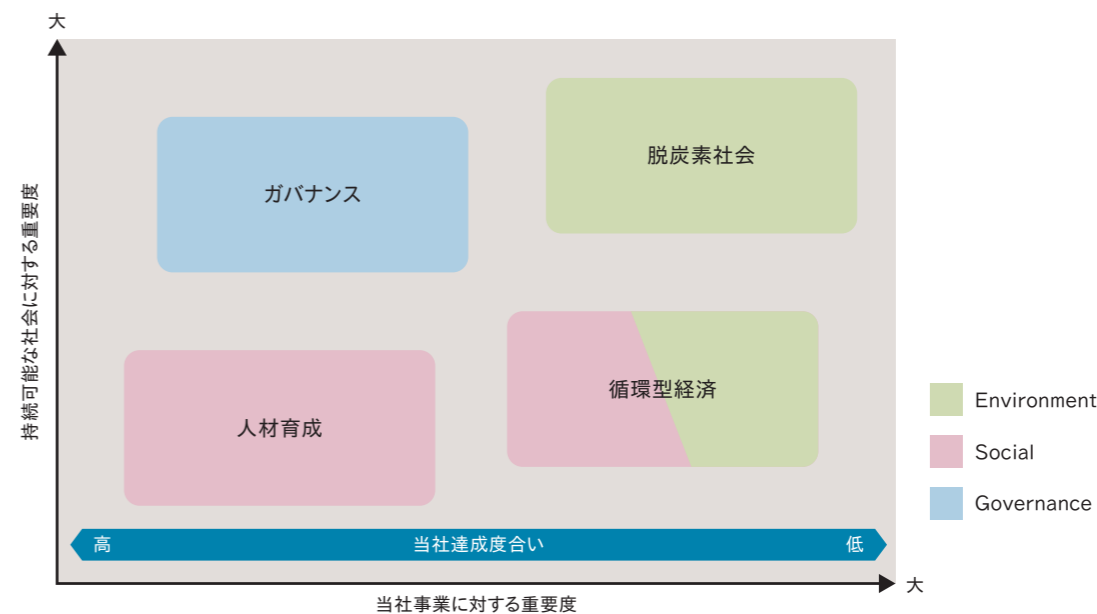 大
持続可能な社会に対する重要度
脱炭素社会
ガバナンス
循環型経済
人材育成
Environment
Social
Governance
高 当社達成度合い 低
大
当社事業に対する重要度